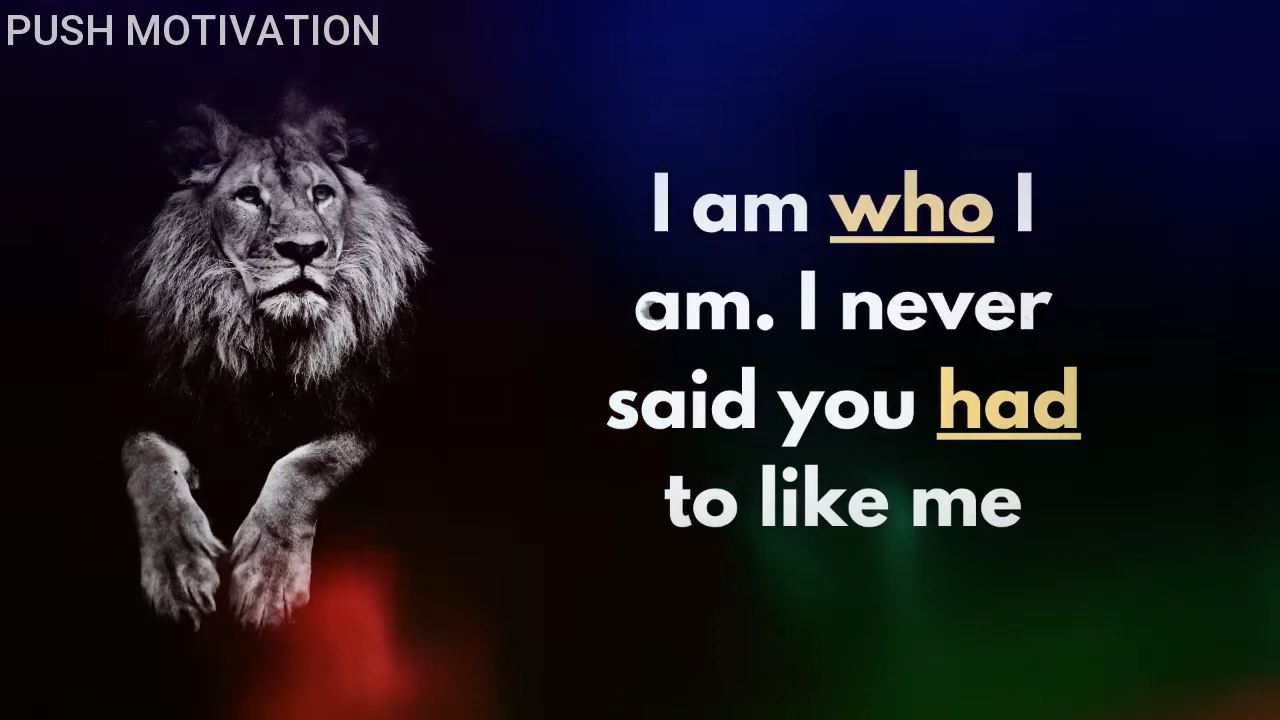 PUSH MOTIVATION
I am who I
am. I never
said you had
to like me